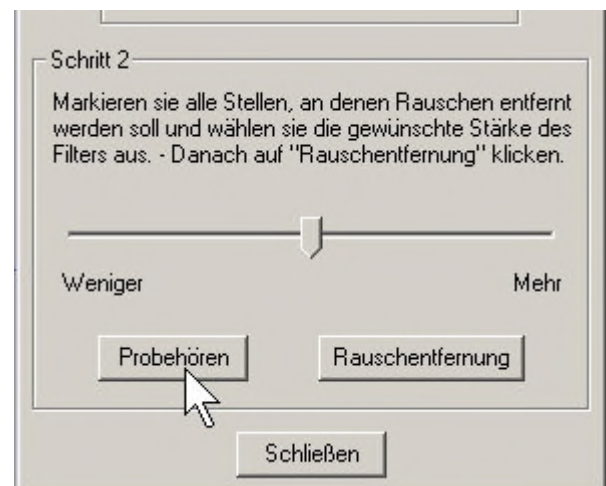 Schritt 2
Markieren sie alle Stellen, an denen Rauschen entfernt
werden soll und wählen sie die gewünschte Stärke des
Filters aus. - Danach auf "Rauschentfernung" klicken.
Weniger Mehr
Probehören Rauschentfernung
Schließen